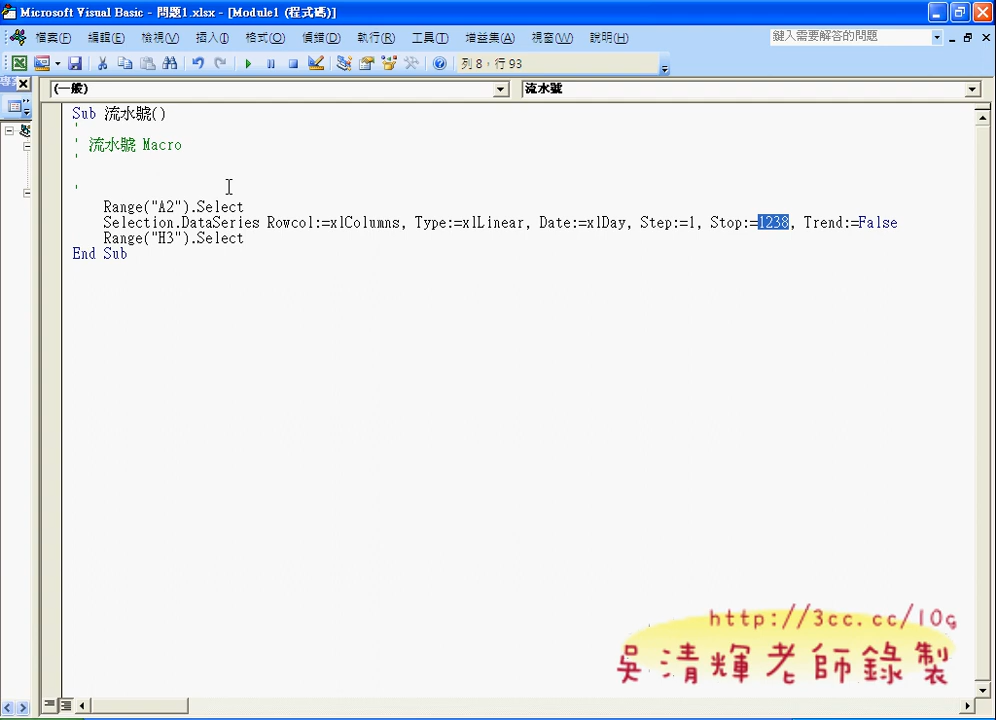 Microsoft Visual Basic - 問題1.xlsx - [Module1 (程式碼)]
檔案(F) 編輯(E) 檢視(V) 插入(I) 格式(O) 偵錯(D) 執行(R) 工具(T) 增益集(A) 視窗(W) 說明(H) 鍵入需要解答的問題
列 8,行 93
(一般) 流水號
Sub 流水號()
'
' 流水號 Macro
'
'
Range("A2").Select
Selection.DataSeries Rowcol:=xlColumns, Type:=xlLinear, Date:=xlDay, Step:=1, Stop:=1238, Trend:=False
Range("H3").Select
End Sub
http://3cc.cc/10g
吳清輝老師錄製